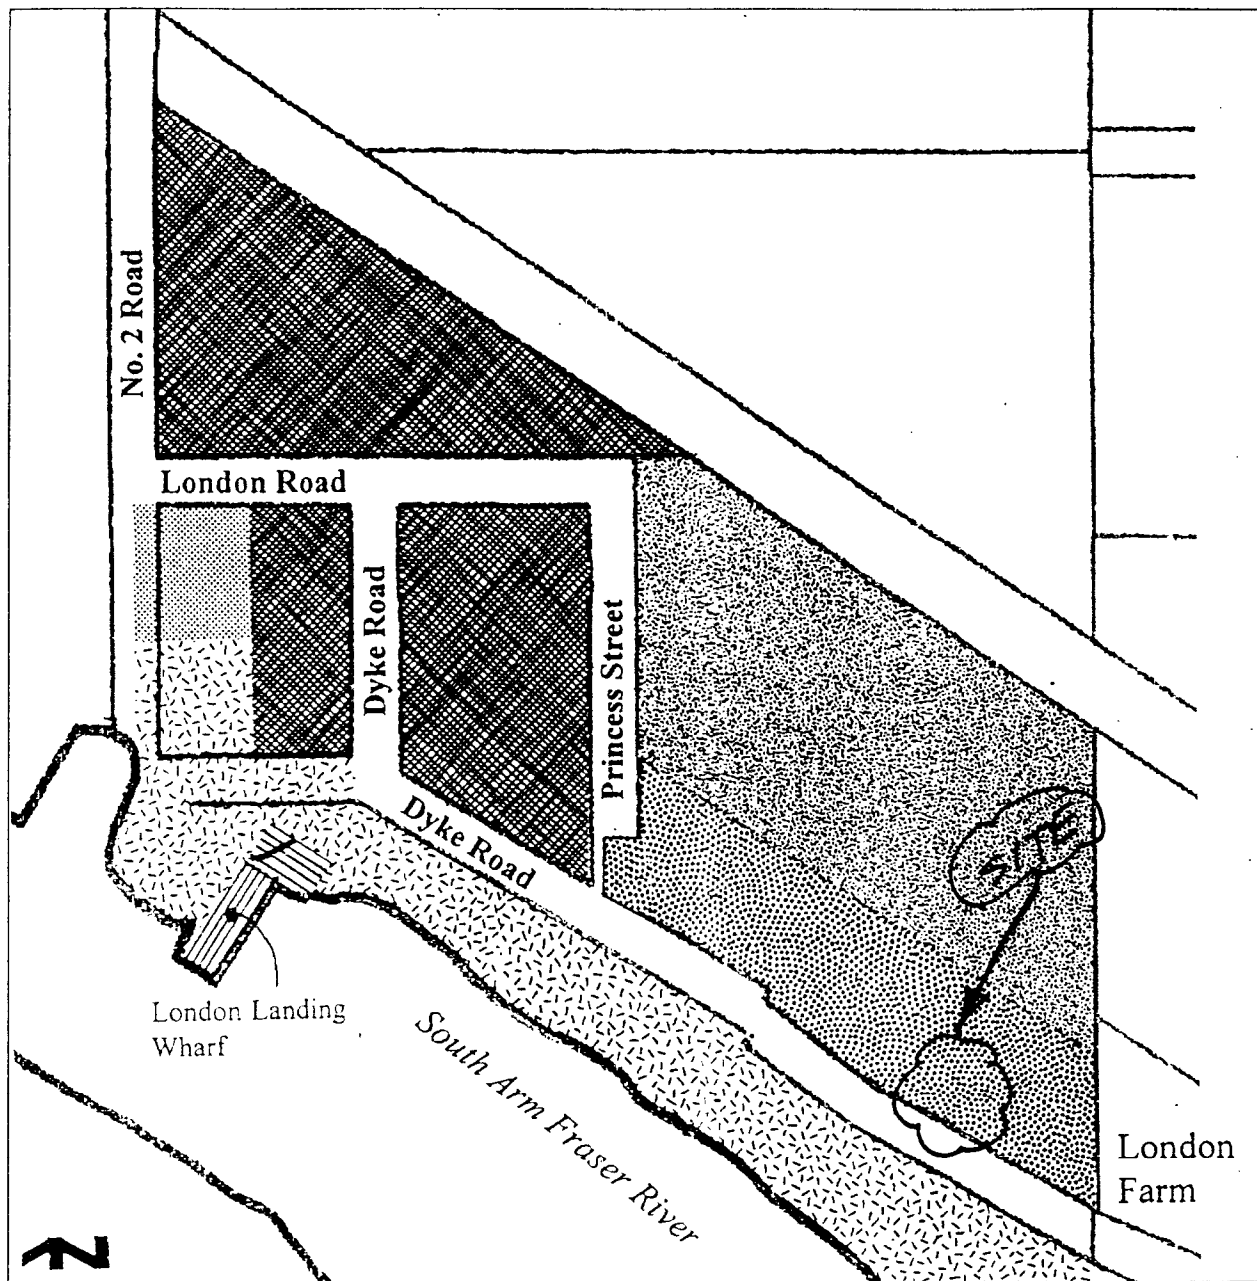 No. 2 Road
London Road
Dyke Road
Princess Street
Dyke Road
SITE
London Landing
Wharf
South Arm Fraser River
London
Farm
N